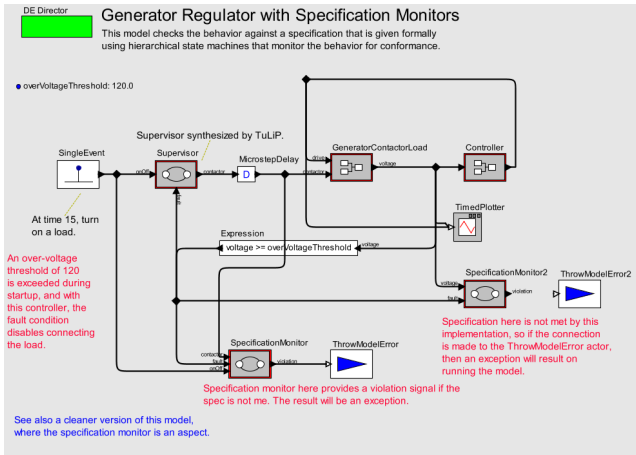 DE Director
Generator Regulator with Specification Monitors
This model checks the behavior against a specification that is given formally
using hierarchical state machines that monitor the behavior for conformance.
overVoltageThreshold: 120.0
Supervisor synthesized by TuLiP.
SingleEvent
Supervisor
MicrostepDelay
GeneratorContactorLoad
Controller
onOff
contactor
D
drive
contactor
voltage
fault
At time 15, turn
on a load.
TimedPlotter
Expression
voltage >= overVoltageThreshold
voltage
An over-voltage
threshold of 120
is exceeded during
startup, and with
this controller, the
fault condition
disables connecting
the load.
SpecificationMonitor2
ThrowModelError2
voltage
fault
violation
Specification here is not met by this
implementation, so if the connection
is made to the ThrowModelError actor,
then an exception will result on
running the model.
SpecificationMonitor
ThrowModelError
contactor
fault
onOff
violation
Specification monitor here provides a violation signal if the
spec is not me. The result will be an exception.
See also a cleaner version of this model,
where the specification monitor is an aspect.